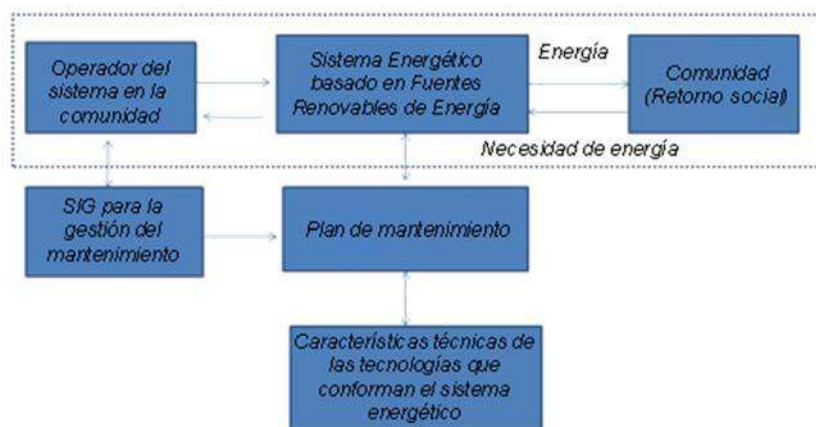 Operador del
sistema en la
comunidad
Sistema Energético
basado en Fuentes
Renovables de Energía
Energía
Comunidad
(Retorno social)
Necesidad de energía
SIG para la
gestión del
mantenimiento
Plan de mantenimiento
Características técnicas de
las tecnologías que
conforman el sistema
energético